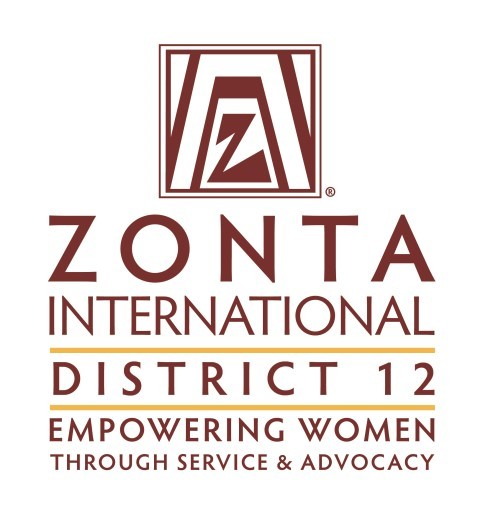 Z
®
ZONTA
INTERNATIONAL
DISTRICT 12
EMPOWERING WOMEN
THROUGH SERVICE & ADVOCACY